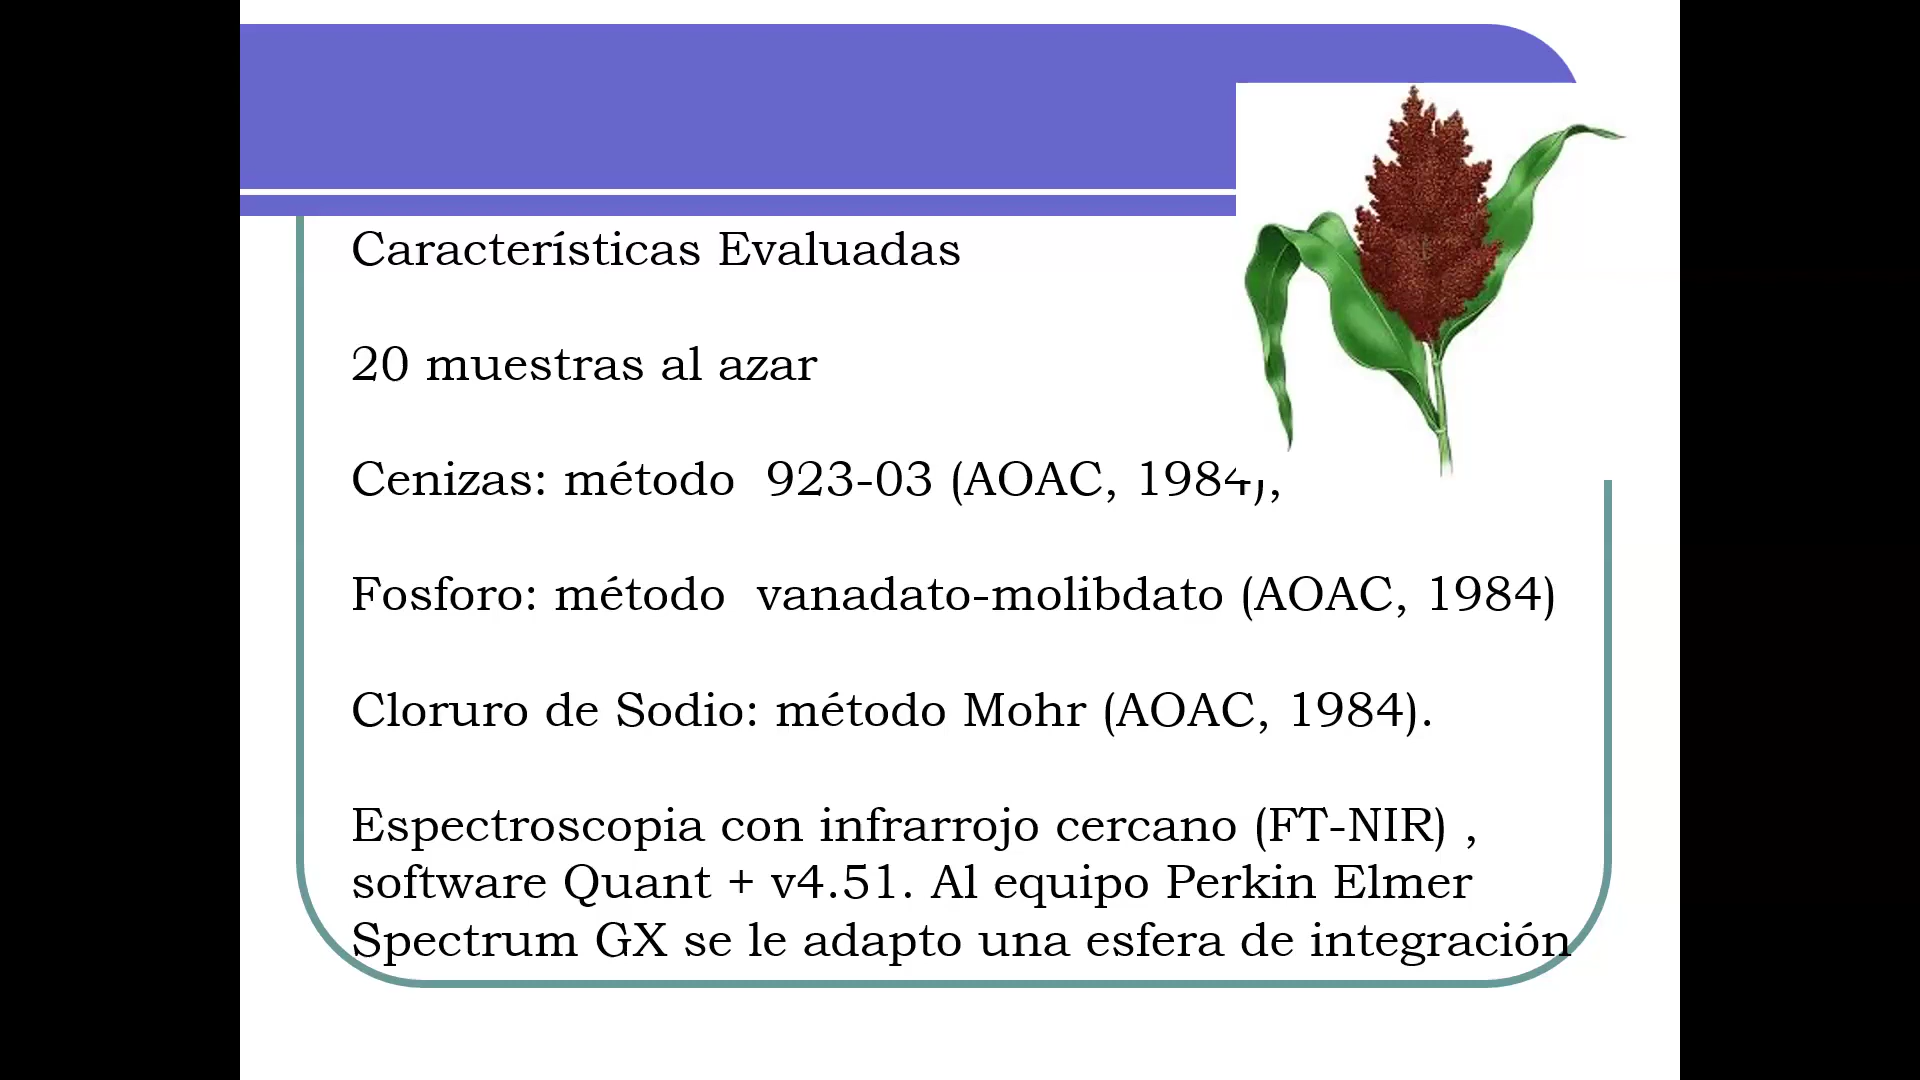 Características Evaluadas
20 muestras al azar
Cenizas: método 923-03 (AOAC, 1984),
Fosforo: método vanadato-molibdato (AOAC, 1984)
Cloruro de Sodio: método Mohr (AOAC, 1984).
Espectroscopia con infrarrojo cercano (FT-NIR) ,
software Quant + v4.51. Al equipo Perkin Elmer
Spectrum GX se le adapto una esfera de integración